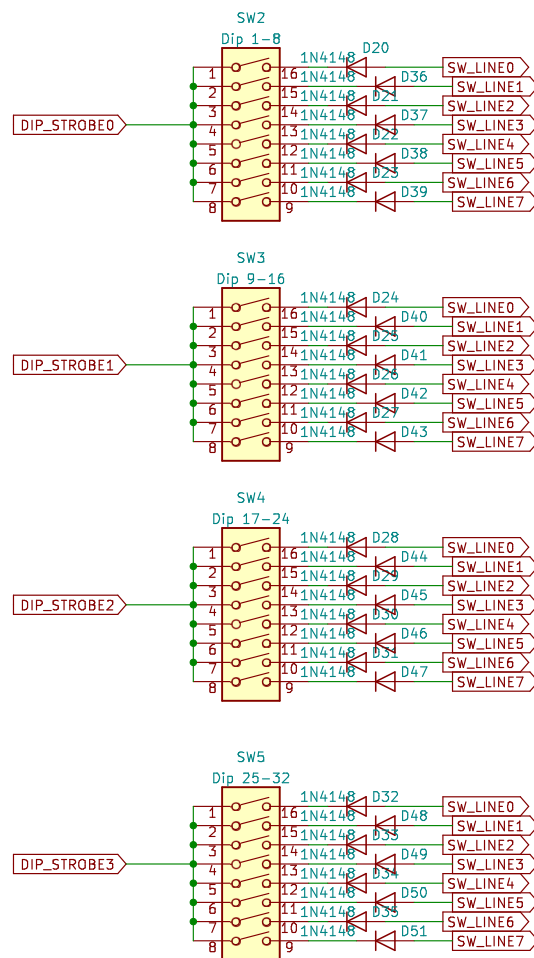 SW2
Dip 1-8
1N4148 D20
1 16 SW_LINE0
1N4148 D36
2 15 SW_LINE1
1N4148 D21
3 14 SW_LINE2
1N4148 D37
DIP_STROBE0 4 13 SW_LINE3
1N4148 D22
5 12 SW_LINE4
1N4148 D38
6 11 SW_LINE5
1N4148 D23
7 10 SW_LINE6
1N4148 D39
8 9 SW_LINE7
SW3
Dip 9-16
1N4148 D24
1 16 SW_LINE0
1N4148 D40
2 15 SW_LINE1
1N4148 D25
3 14 SW_LINE2
1N4148 D41
DIP_STROBE1 4 13 SW_LINE3
1N4148 D26
5 12 SW_LINE4
1N4148 D42
6 11 SW_LINE5
1N4148 D27
7 10 SW_LINE6
1N4148 D43
8 9 SW_LINE7
SW4
Dip 17-24
1N4148 D28
1 16 SW_LINE0
1N4148 D44
2 15 SW_LINE1
1N4148 D29
3 14 SW_LINE2
1N4148 D45
DIP_STROBE2 4 13 SW_LINE3
1N4148 D30
5 12 SW_LINE4
1N4148 D46
6 11 SW_LINE5
1N4148 D31
7 10 SW_LINE6
1N4148 D47
8 9 SW_LINE7
SW5
Dip 25-32
1N4148 D32
1 16 SW_LINE0
1N4148 D48
2 15 SW_LINE1
1N4148 D33
3 14 SW_LINE2
1N4148 D49
DIP_STROBE3 4 13 SW_LINE3
1N4148 D34
5 12 SW_LINE4
1N4148 D50
6 11 SW_LINE5
1N4148 D35
7 10 SW_LINE6
1N4148 D51
8 9 SW_LINE7